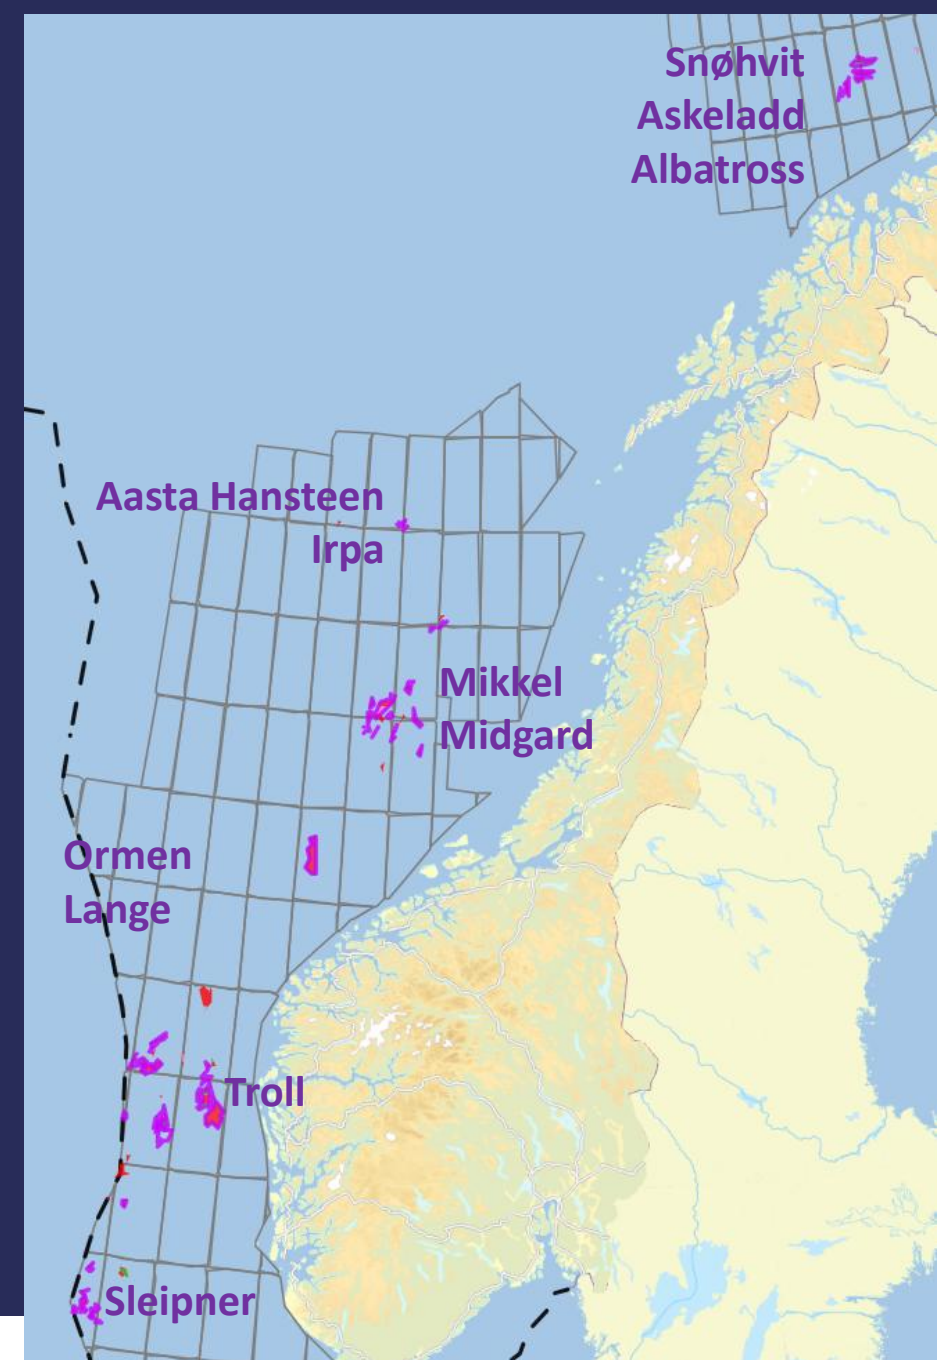 Snøhvit
Askeladd
Albatross
Aasta Hansteen
Irpa
Mikkel
Midgard
Ormen
Lange
Troll
Sleipner